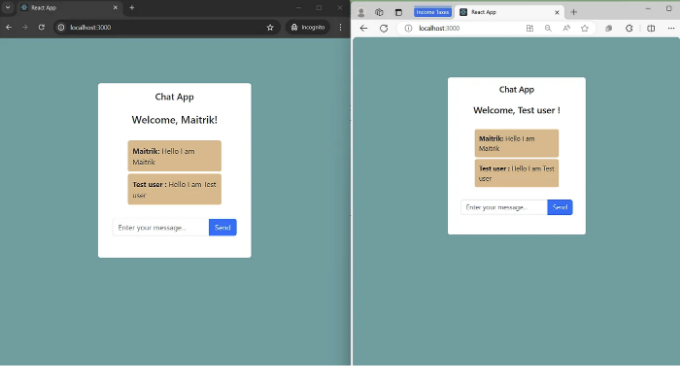 React App
localhost:3000
Incognito
Chat App
Welcome, Maitrik!
Maitrik: Hello I am
Maitrik
Test user : Hello I am Test
user
Enter your message...
Send
Income Taxes
React App
localhost:3000
Chat App
Welcome, Test user !
Maitrik: Hello I am
Maitrik
Test user : Hello I am Test
user
Enter your message...
Send